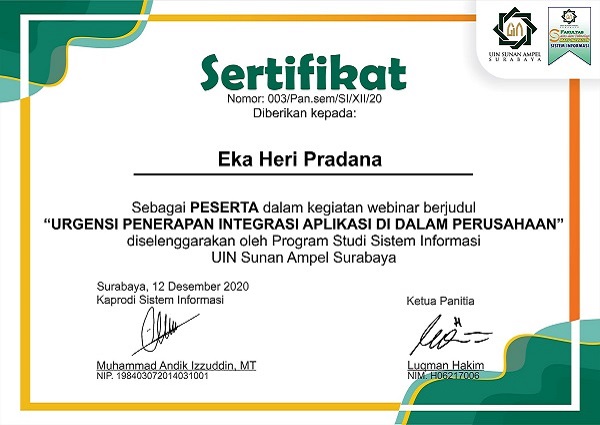 UIN SUNAN AMPEL
SURABAYA
FAKULTAS
SISTEM INFORMASI
Sertifikat
Nomor: 003/Pan.sem/SI/XII/20
Diberikan kepada:
Eka Heri Pradana
Sebagai PESERTA dalam kegiatan webinar berjudul
“URGENSI PENERAPAN INTEGRASI APLIKASI DI DALAM PERUSAHAAN”
diselenggarakan oleh Program Studi Sistem Informasi
UIN Sunan Ampel Surabaya
Surabaya, 12 Desember 2020
Kaprodi Sistem Informasi
Ketua Panitia
Muhammad Andik Izzuddin, MT
NIP. 198403072014031001
Luqman Hakim
NIM. H06217006